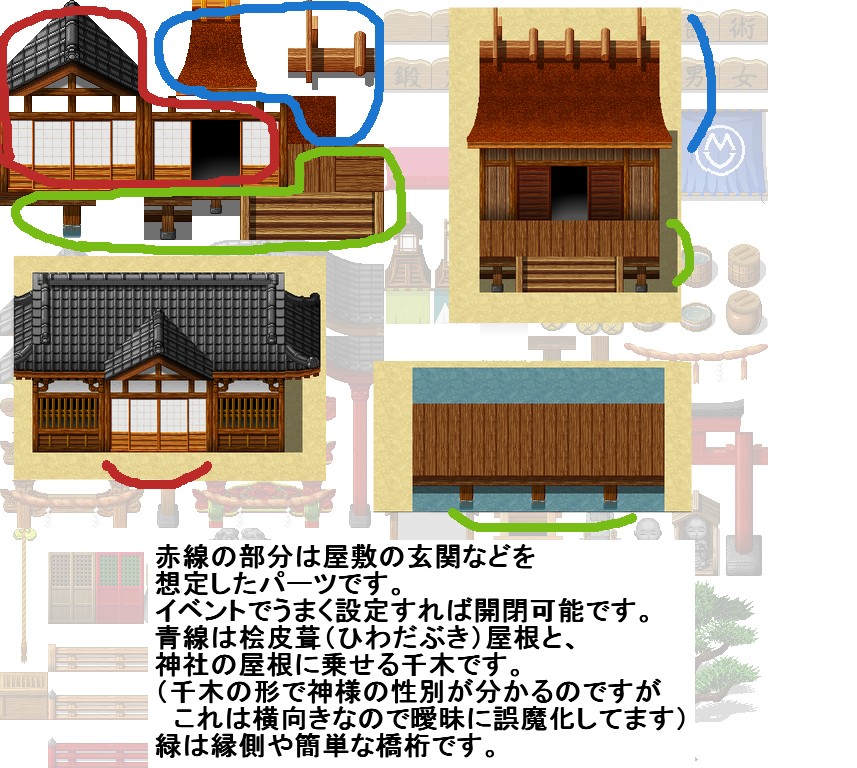 術
鍛
男 女
赤線の部分は屋敷の玄関などを
想定したパーツです。
イベントでうまく設定すれば開閉可能です。
青線は桧皮葺（ひわだぶき）屋根と、
神社の屋根に乗せる千木です。
（千木の形で神様の性別が分かるのですが
これは横向きなので曖昧に誤魔化してます）
緑は縁側や簡単な橋桁です。